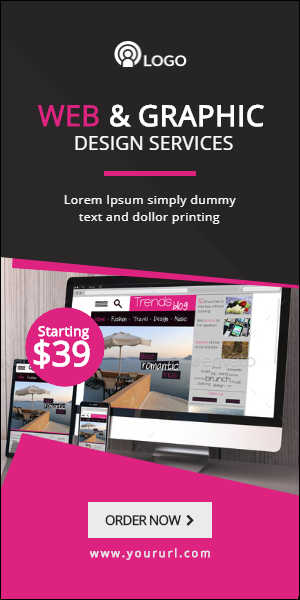 LOGO
WEB & GRAPHIC
DESIGN SERVICES
Lorem Ipsum simply dummy
text and dollor printing
Trends
blog
Home • Fashion • Travel • Design • Music
Starting
$39
romantic
brunch
ORDER NOW >
www.yoururl.com